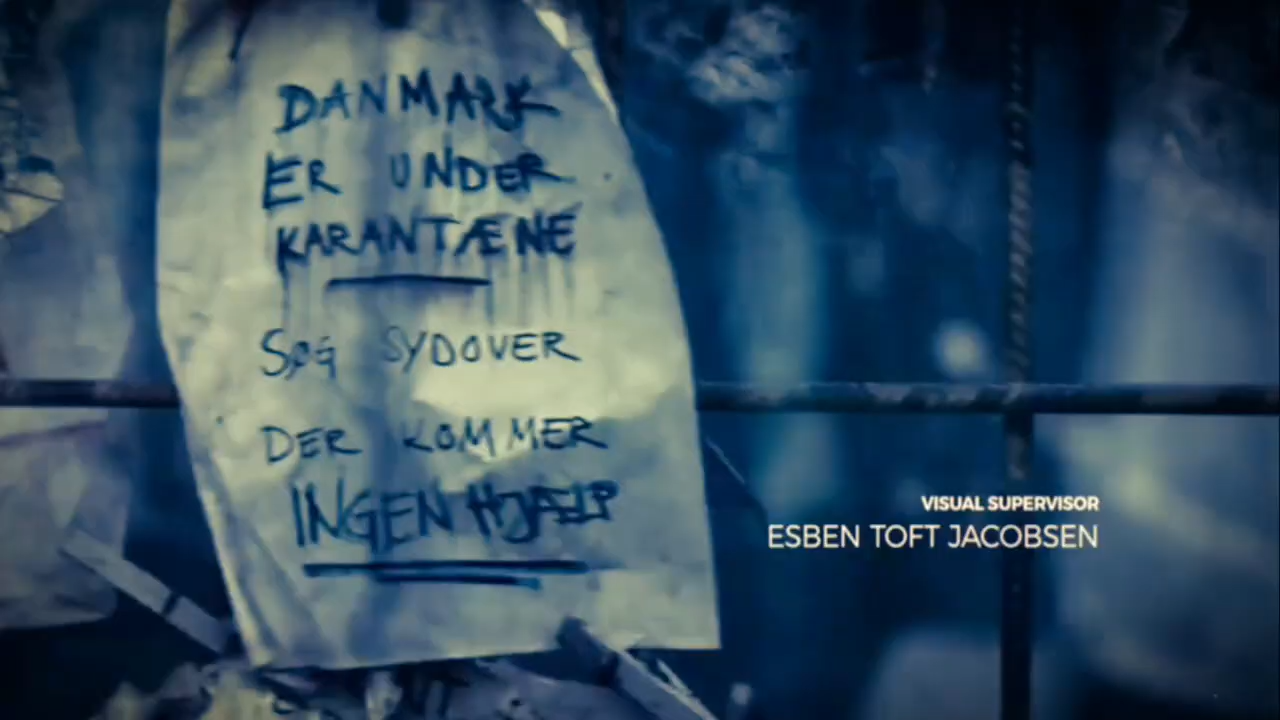 DANMARK
ER UNDER
KARANTÆNE
SØG SYDOVER
DER KOMMER
INGEN HJÆLP
VISUAL SUPERVISOR
ESBEN TOFT JACOBSEN